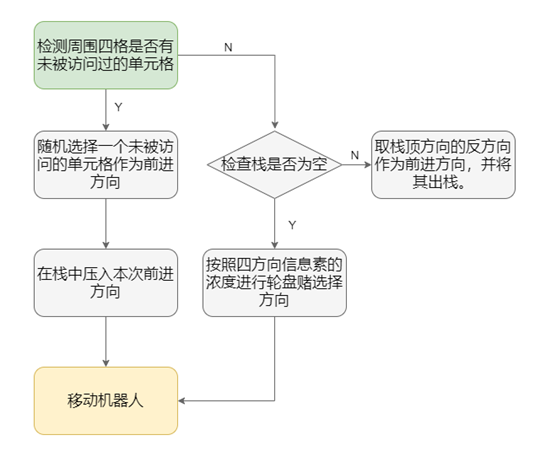 检测周围四格是否有
未被访问过的单元格
N
Y
随机选择一个未被访
问的单元格作为前进
方向
检查栈是否为空
N
取栈顶方向的反方向
作为前进方向，并将
其出栈。
Y
在栈中压入本次前进
方向
按照四方向信息素的
浓度进行轮盘赌选择
方向
移动机器人